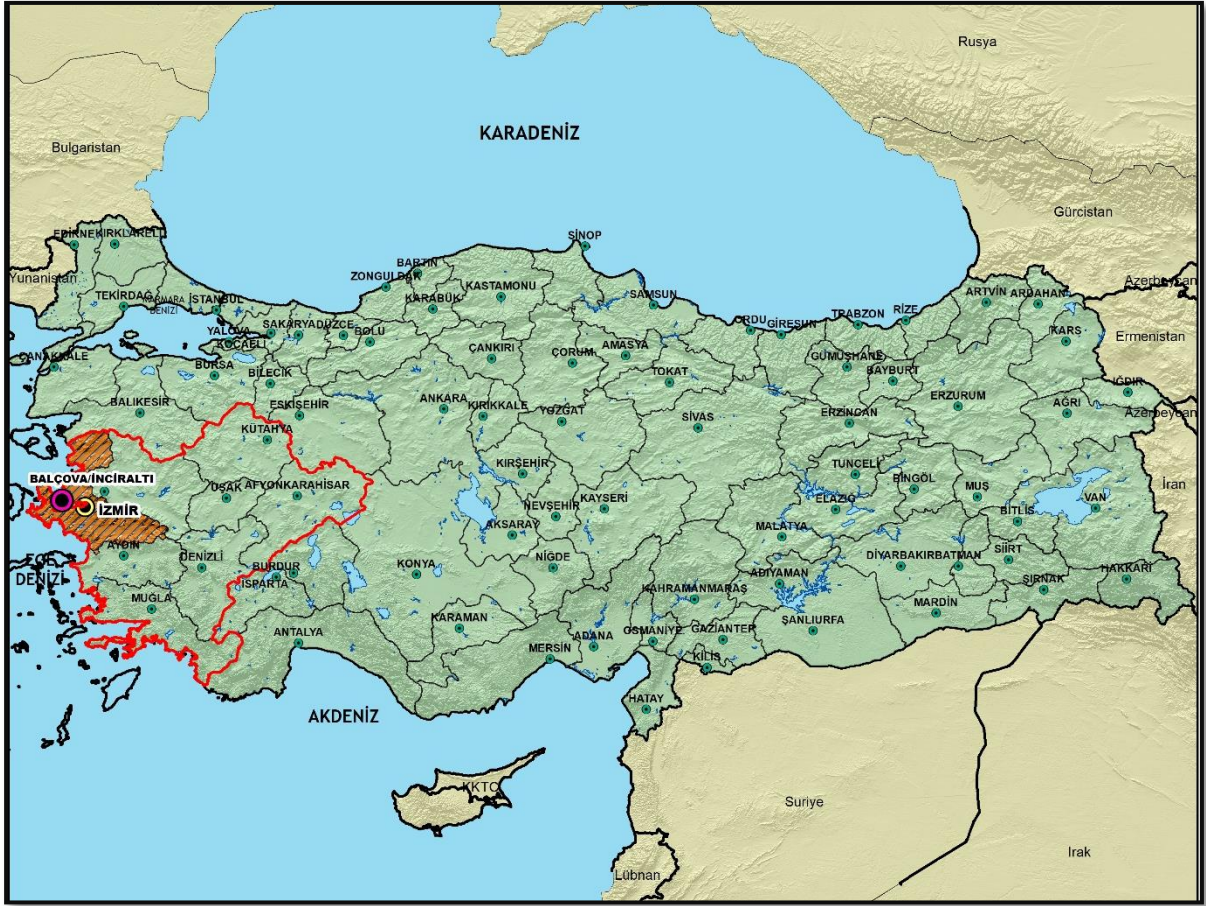 Rusya
KARADENİZ
Bulgaristan
Gürcistan
EDİRNE
KIRKLARELİ
SİNOP
Yunanistan
BARTIN
ZONGULDAK
KASTAMONU
Azerbeycan
TEKİRDAĞ
MARMARA
DENİZİ
İSTANBUL
KARABÜK
SAMSUN
ARTVİN
ARDAHAN
ORDU
GİRESUN
TRABZON
RİZE
YALOVA
KOCAELİ
SAKARYA
DÜZCE
BOLU
KARS
Ermenistan
ÇANAKKALE
BURSA
BİLECİK
ÇANKIRI
ÇORUM
AMASYA
TOKAT
GÜMÜŞHANE
BAYBURT
IĞDIR
BALIKESİR
ESKİŞEHİR
ANKARA
KIRIKKALE
YOZGAT
SİVAS
ERZİNCAN
ERZURUM
AĞRI
Azerbeycan
KÜTAHYA
KIRŞEHİR
TUNCELİ
BİNGÖL
MUŞ
İran
BALÇOVA/İNCİRALTI
UŞAK
AFYONKARAHİSAR
NEVŞEHİR
KAYSERİ
ELAZIĞ
VAN
İZMİR
AKSARAY
MALATYA
BİTLİS
AYDIN
DENİZLİ
BURDUR
ISPARTA
KONYA
NİĞDE
DİYARBAKIR
BATMAN
SİİRT
EGE
DENİZİ
KAHRAMANMARAŞ
ADIYAMAN
ŞIRNAK
HAKKARİ
MUĞLA
KARAMAN
MARDİN
ANTALYA
MERSİN
ADANA
OSMANİYE
GAZİANTEP
ŞANLIURFA
KİLİS
HATAY
AKDENİZ
KKTC
Suriye
Irak
Lübnan